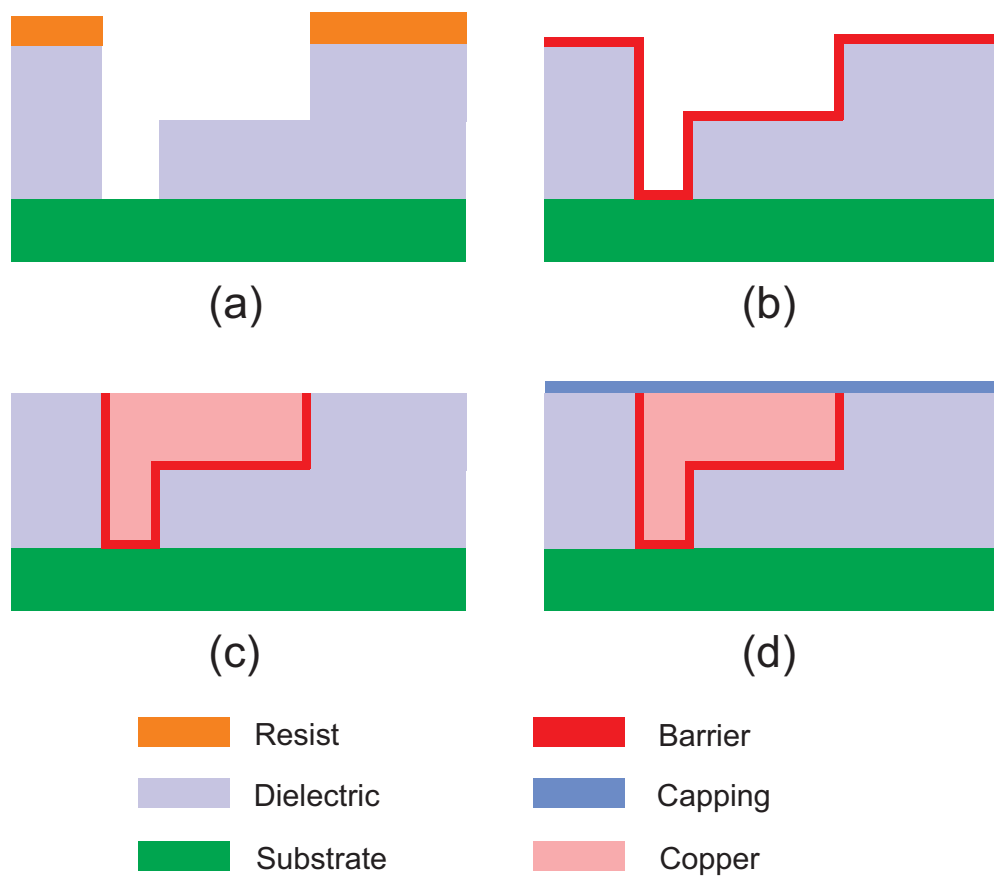 (a)
(b)
(c)
(d)
Resist
Barrier
Dielectric
Capping
Substrate
Copper